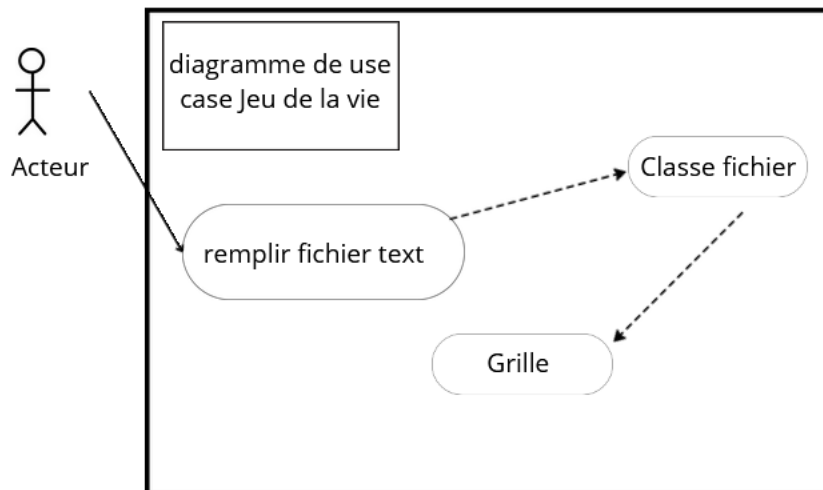 diagramme de use
case Jeu de la vie
Acteur
Classe fichier
remplir fichier text
Grille